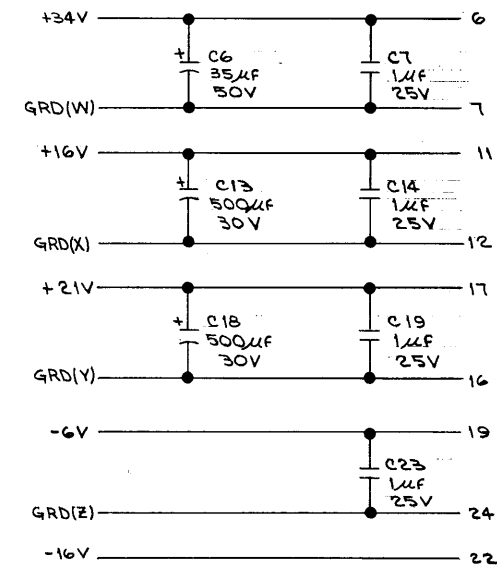 +34V 6
+ C6 C7
35µF 1µF
50V 25V
GRD(W) 7
+16V 11
+ C13 C14
500µF 1µF
30V 25V
GRD(X) 12
+21V 17
+ C18 C19
500µF 1µF
30V 25V
GRD(Y) 16
-6V 19
C23
1µF
25V
GRD(Z) 24
-16V 22